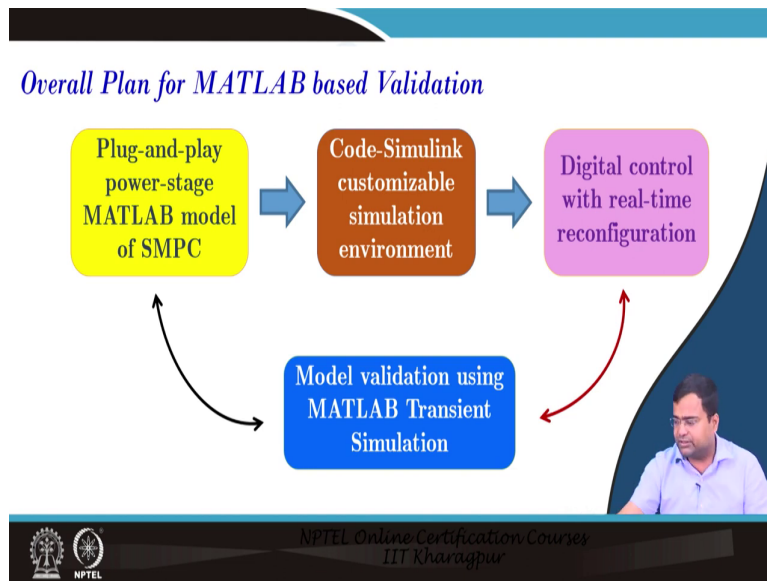 Overall Plan for MATLAB based Validation
Plug-and-play
power-stage
MATLAB model
of SMPC
Code-Simulink
customizable
simulation
environment
Digital control
with real-time
reconfiguration
Model validation using
MATLAB Transient
Simulation
NPTEL Online Certification Courses
IIT Kharagpur
NPTEL